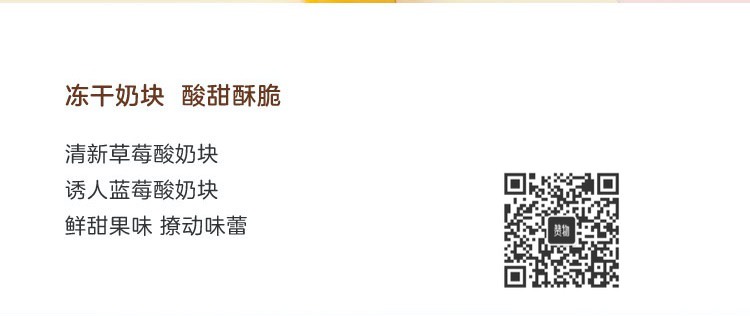 冻干奶块 酸甜酥脆
清新草莓酸奶块
诱人蓝莓酸奶块
鲜甜果味 撩动味蕾
赞物